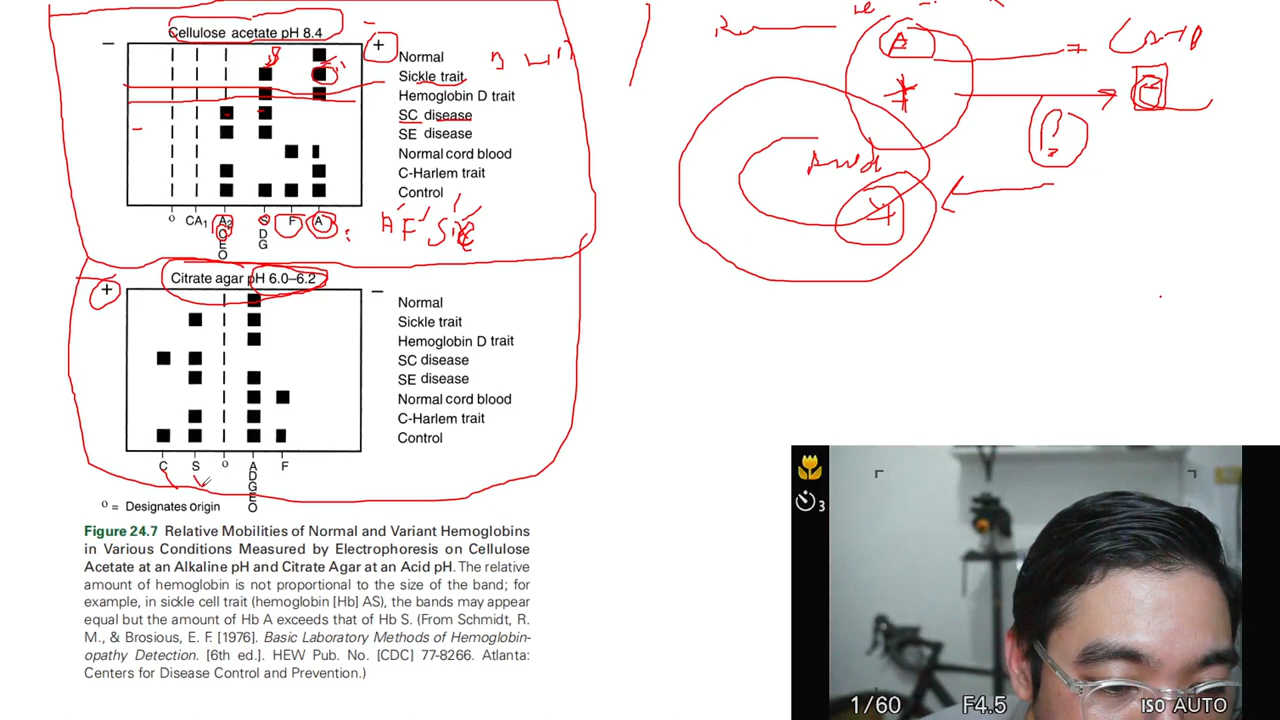 Cellulose acetate pH 8.4
− +
Normal
Sickle trait
Hemoglobin D trait
SC disease
SE disease
Normal cord blood
C-Harlem trait
Control
o CA1 A2 S F A
C D
E G
O
A F S
Citrate agar pH 6.0–6.2
+ −
Normal
Sickle trait
Hemoglobin D trait
SC disease
SE disease
Normal cord blood
C-Harlem trait
Control
C S o A F
D
G
E
O
o = Designates origin
Figure 24.7 Relative Mobilities of Normal and Variant Hemoglobins
in Various Conditions Measured by Electrophoresis on Cellulose
Acetate at an Alkaline pH and Citrate Agar at an Acid pH. The relative
amount of hemoglobin is not proportional to the size of the band; for
example, in sickle cell trait (hemoglobin [Hb] AS), the bands may appear
equal but the amount of Hb A exceeds that of Hb S. (From Schmidt, R.
M., & Brosious, E. F. [1976]. Basic Laboratory Methods of Hemoglobin-
opathy Detection. [6th ed.]. HEW Pub. No. [CDC] 77-8266. Atlanta:
Centers for Disease Control and Prevention.)
3
1/60 F4.5 ISO AUTO